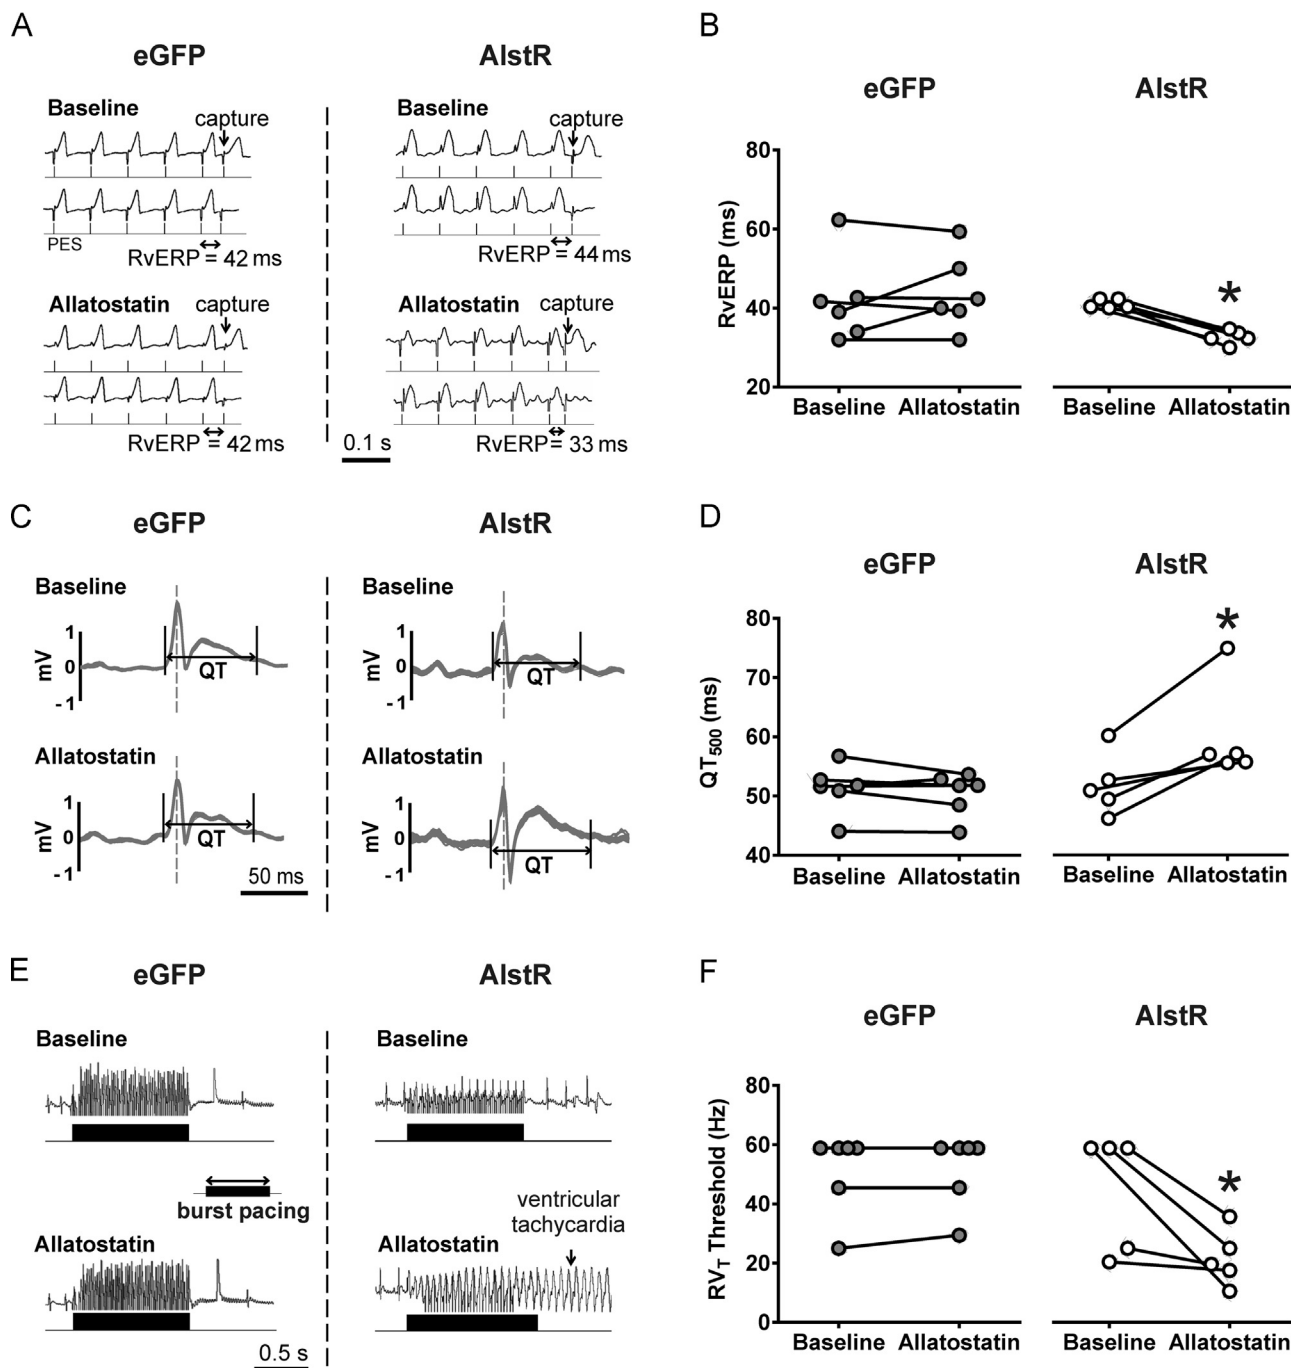 A
eGFP
AlstR
Baseline
capture
PES
RvERP = 42 ms
Baseline
capture
RvERP = 44 ms
Allatostatin
capture
RvERP = 42 ms
Allatostatin
capture
RvERP = 33 ms
0.1 s
B
eGFP
AlstR
RvERP (ms)
80
60
40
20
Baseline Allatostatin
Baseline Allatostatin
*
C
eGFP
AlstR
Baseline
mV
1
0
-1
QT
Baseline
mV
1
0
-1
QT
Allatostatin
mV
1
0
-1
QT
50 ms
Allatostatin
mV
1
0
-1
QT
D
eGFP
AlstR
QT500 (ms)
80
70
60
50
40
Baseline Allatostatin
Baseline Allatostatin
*
E
eGFP
AlstR
Baseline
Baseline
burst pacing
Allatostatin
0.5 s
Allatostatin
ventricular
tachycardia
F
eGFP
AlstR
RVT Threshold (Hz)
80
60
40
20
0
Baseline Allatostatin
Baseline Allatostatin
*